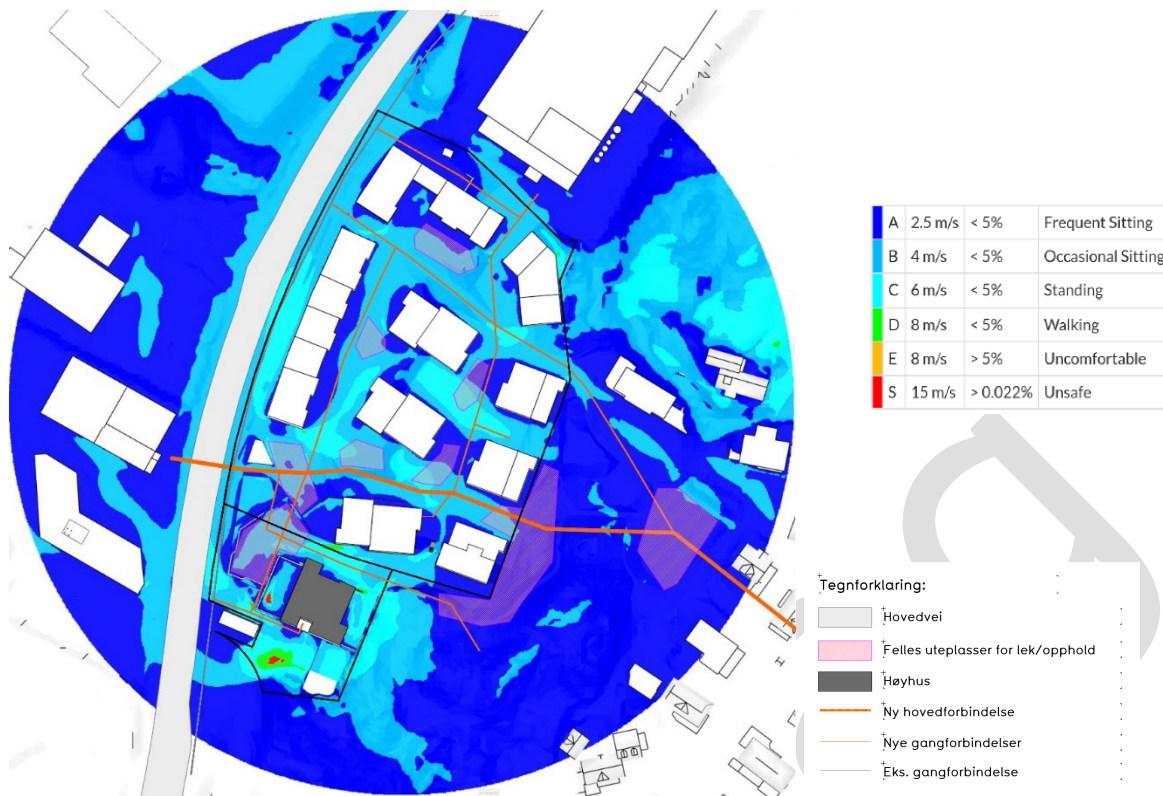 A 2.5 m/s < 5% Frequent Sitting
B 4 m/s < 5% Occasional Sitting
C 6 m/s < 5% Standing
D 8 m/s < 5% Walking
E 8 m/s > 5% Uncomfortable
S 15 m/s > 0.022% Unsafe
Tegnforklaring:
Hovedvei
Felles uteplasser for lek/opphold
Høyhus
Ny hovedforbindelse
Nye gangforbindelser
Eks. gangforbindelse